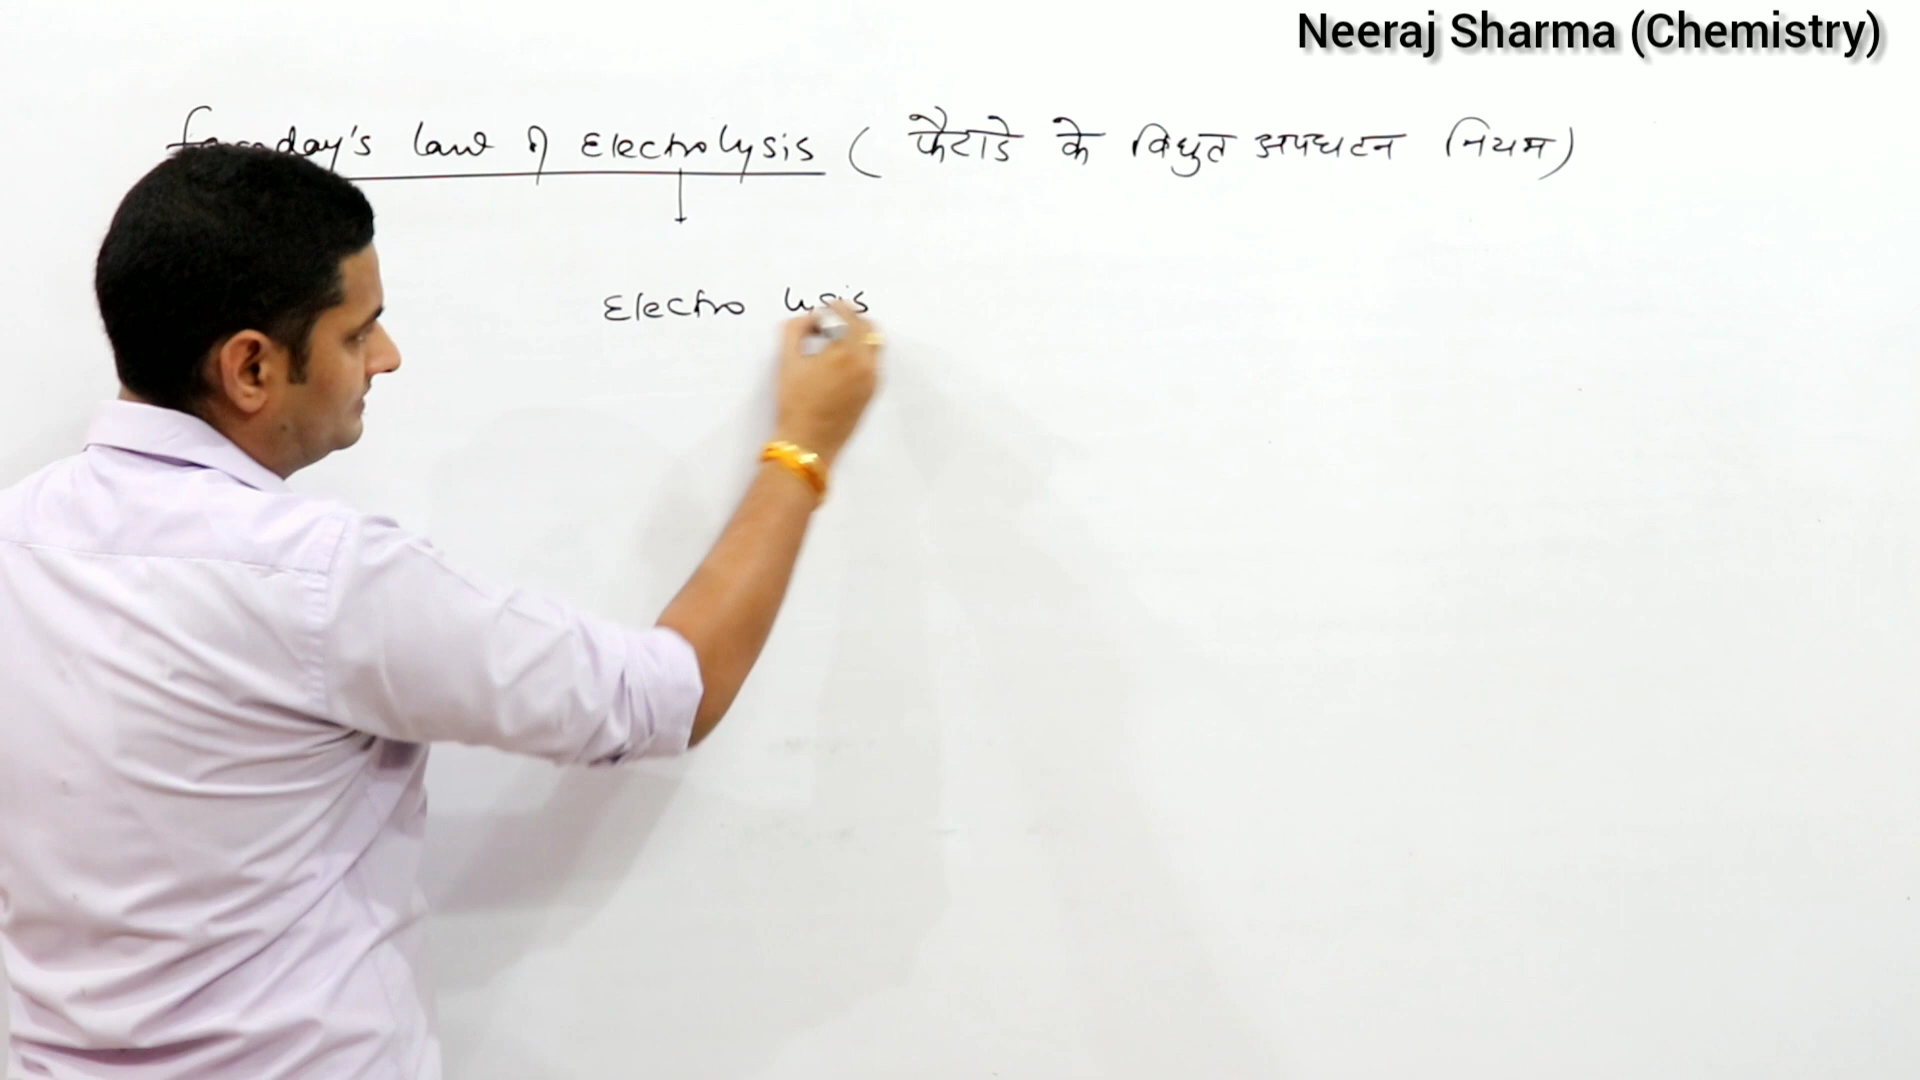 Neeraj Sharma (Chemistry)
Faraday's law of Electrolysis ( फैराडे के विधुत अपघटन नियम)
Electro lysis